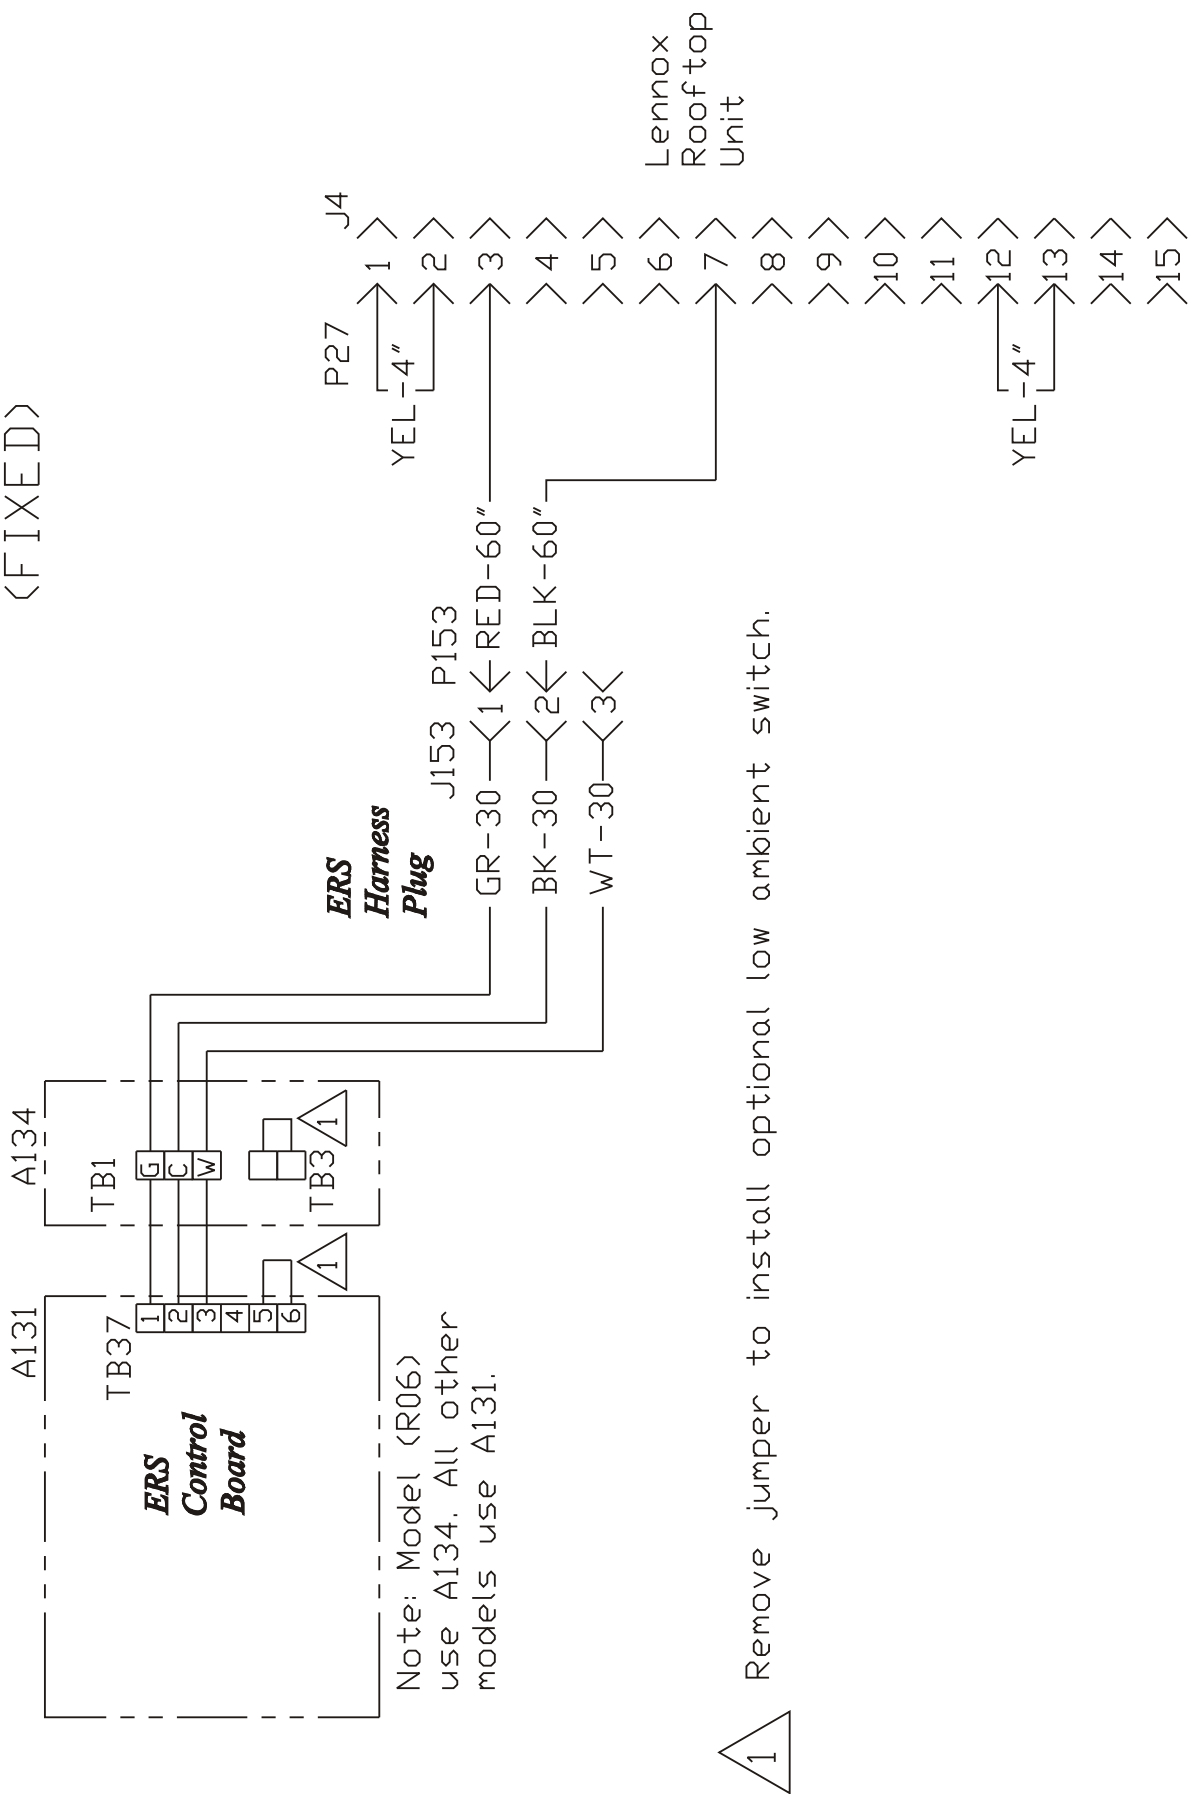 (FIXED)
A131
TB37
1
2
3
4
5
6
ERS
Control
Board
1
A134
TB1
G
C
W
TB3
1
Note: Model (R06)
use A134. All other
models use A131.
ERS
Harness
Plug
J153 P153
GR-30 1 RED-60"
BK-30 2 BLK-60"
WT-30 3
P27 J4
YEL-4"
1
2
3
4
5
6
7
8
9
10
11
12
13
14
15
YEL-4"
Lennox
Rooftop
Unit
1 Remove jumper to install optional low ambient switch.